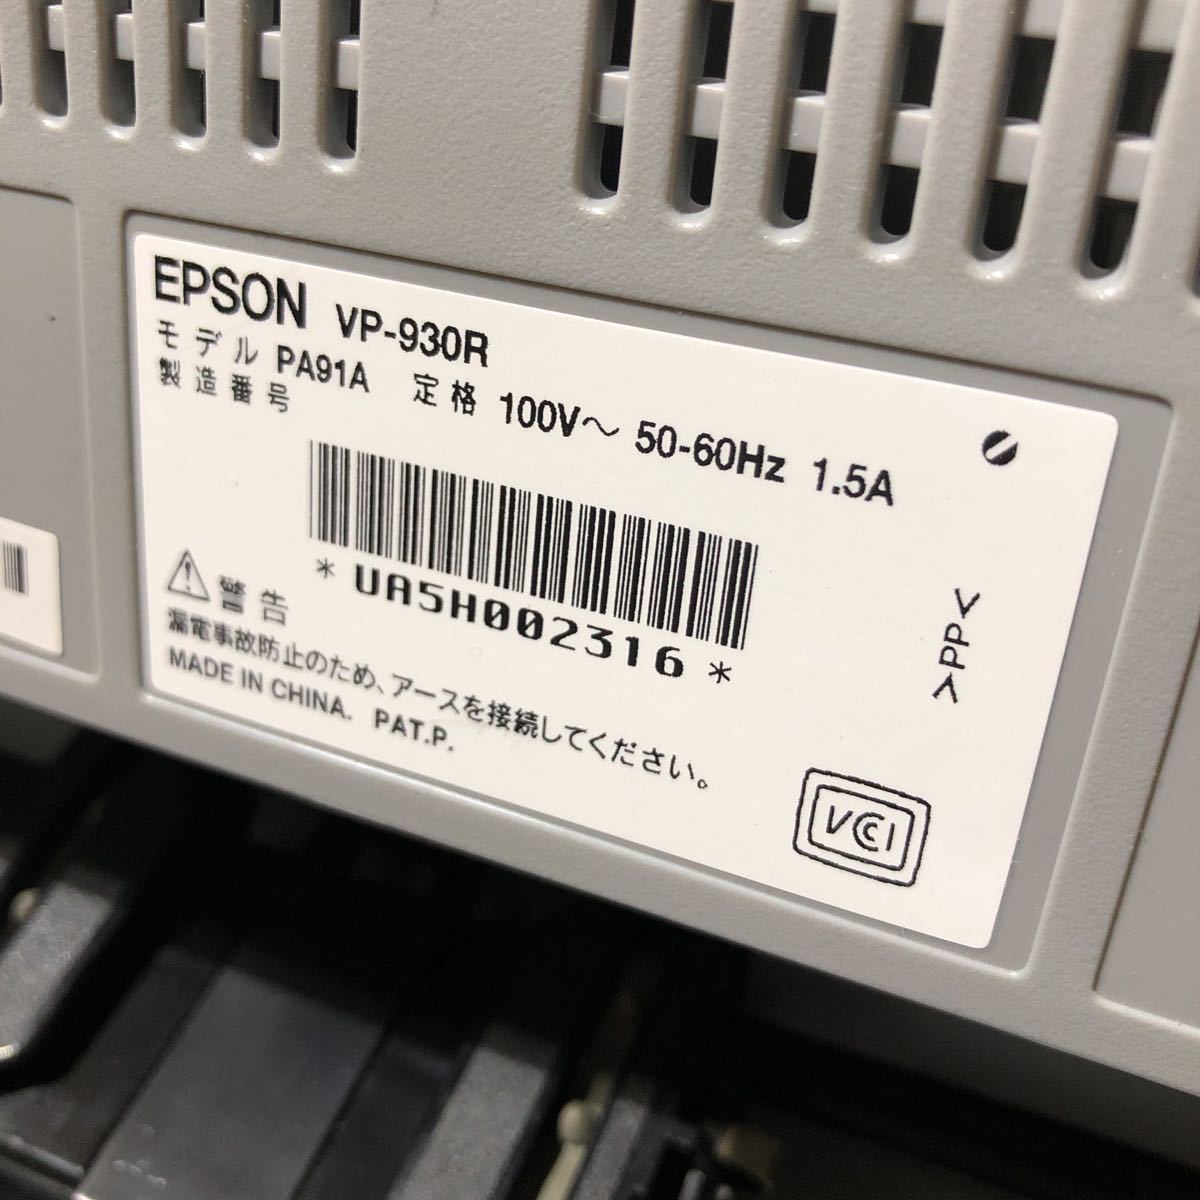 EPSON VP-930R
モデル PA91A 定格 100V～ 50-60Hz 1.5A
製造番号
* UA5H002316 *
警告
漏電事故防止のため、アースを接続してください。
MADE IN CHINA. PAT.P.
>PP<
VCCI